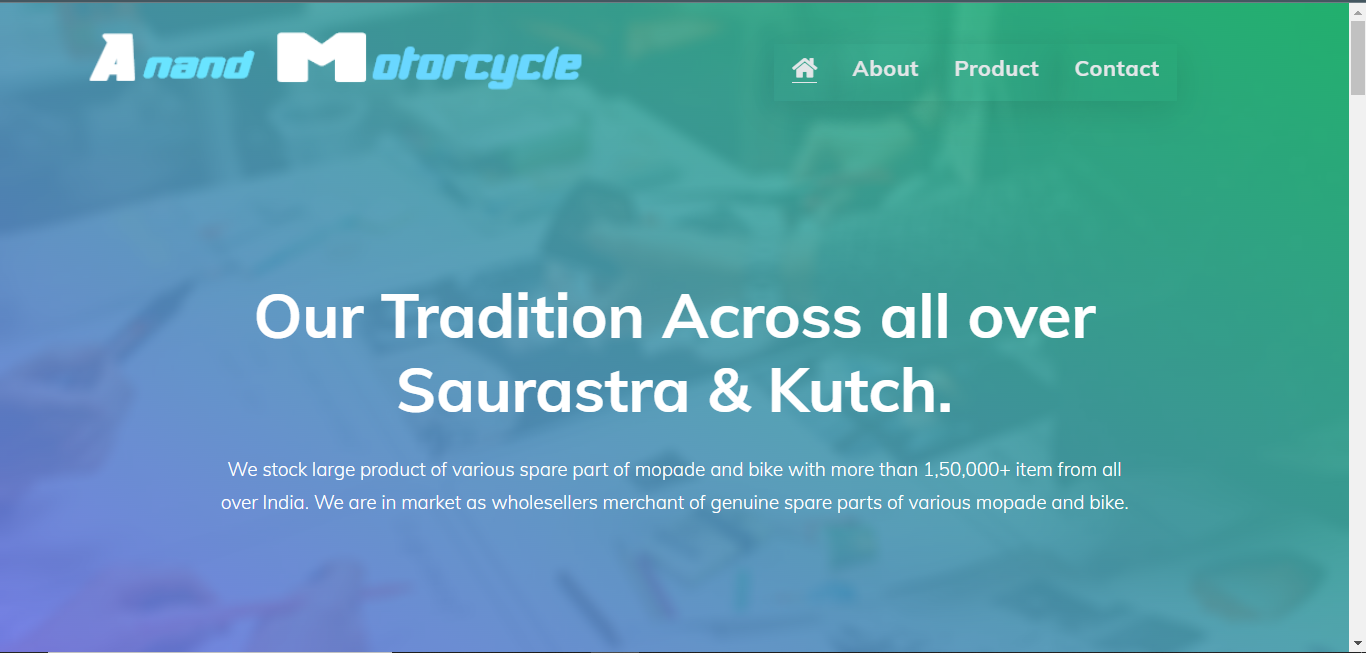 Anand Motorcycle
About Product Contact
Our Tradition Across all over
Saurastra & Kutch.
We stock large product of various spare part of mopade and bike with more than 1,50,000+ item from all
over India. We are in market as wholesellers merchant of genuine spare parts of various mopade and bike.